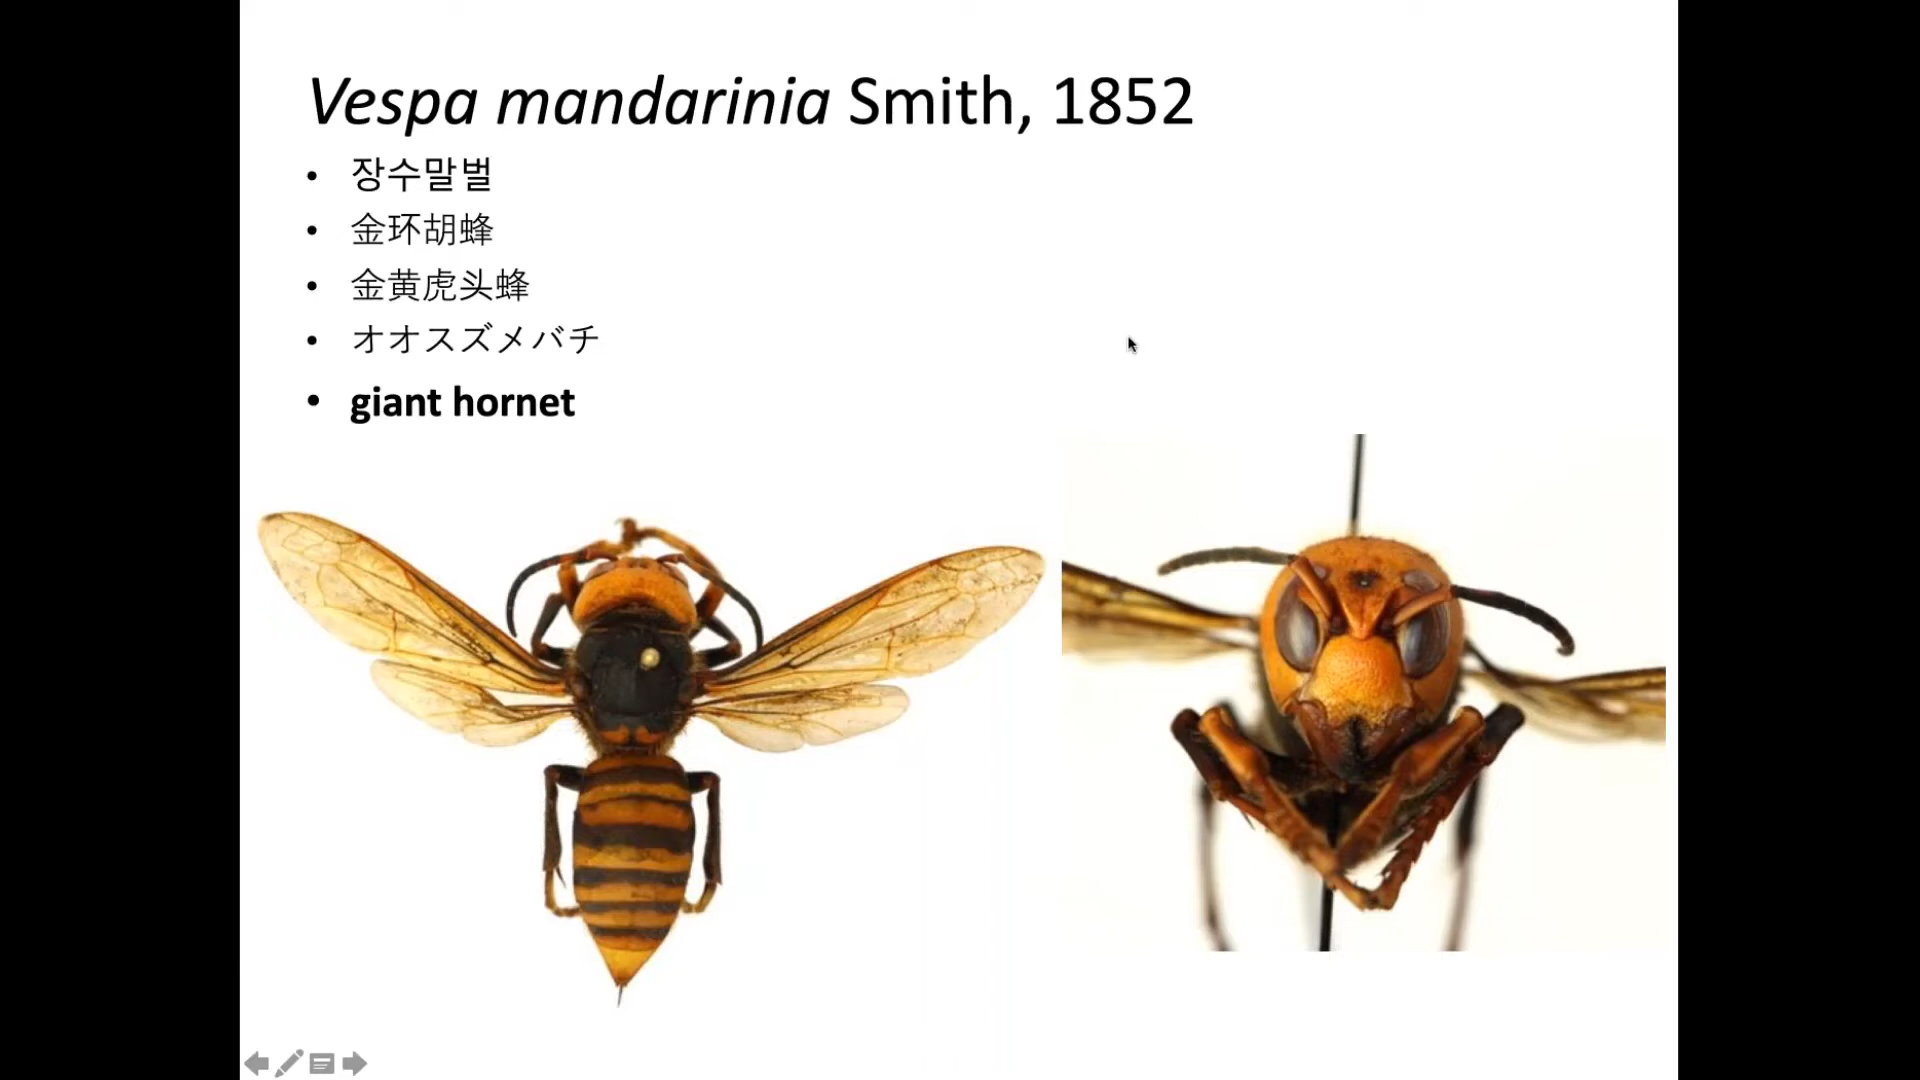 Vespa mandarinia Smith, 1852
• 장수말벌
• 金环胡蜂
• 金黄虎头蜂
• オオスズメバチ
• giant hornet